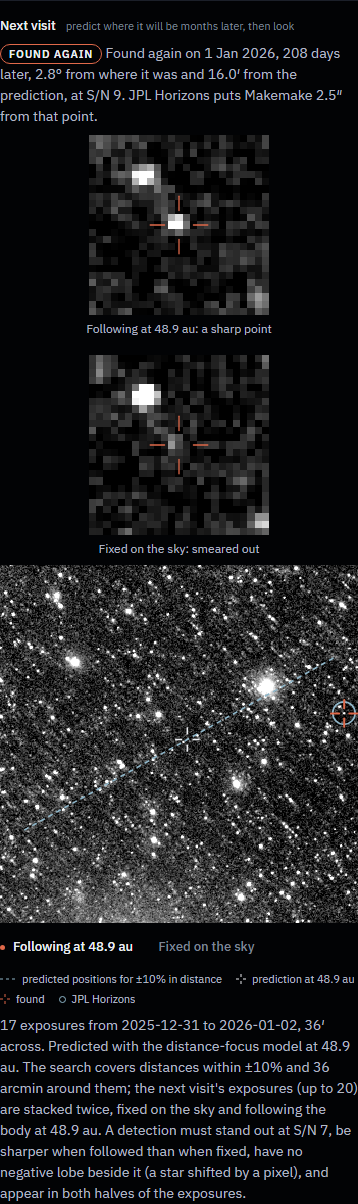 Next visit predict where it will be months later, then look
FOUND AGAIN Found again on 1 Jan 2026, 208 days
later, 2.8° from where it was and 16.0′ from the
prediction, at S/N 9. JPL Horizons puts Makemake 2.5″
from that point.
Following at 48.9 au: a sharp point
Fixed on the sky: smeared out
Following at 48.9 au Fixed on the sky
predicted positions for ±10% in distance prediction at 48.9 au
found JPL Horizons
17 exposures from 2025-12-31 to 2026-01-02, 36′
across. Predicted with the distance-focus model at 48.9
au. The search covers distances within ±10% and 36
arcmin around them; the next visit's exposures (up to 20)
are stacked twice, fixed on the sky and following the
body at 48.9 au. A detection must stand out at S/N 7, be
sharper when followed than when fixed, have no
negative lobe beside it (a star shifted by a pixel), and
appear in both halves of the exposures.